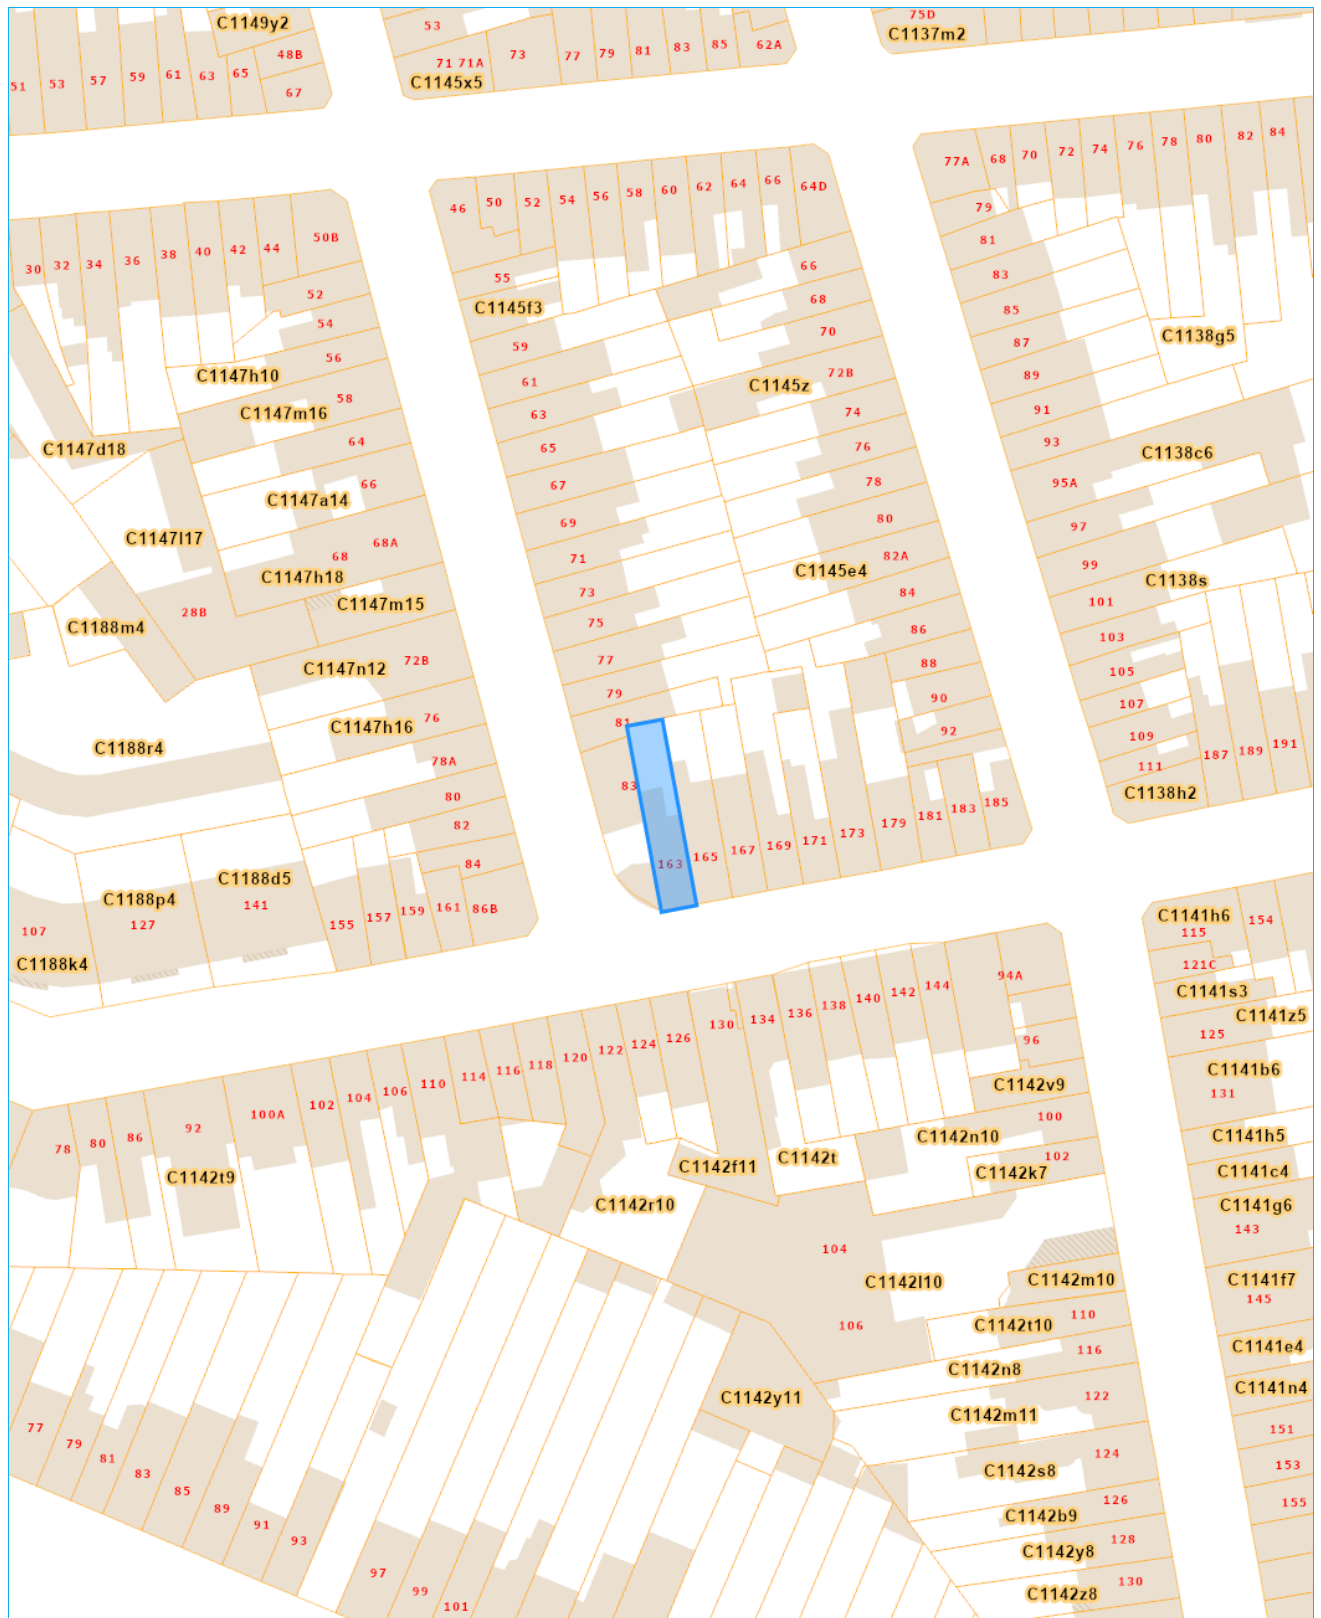 C1149y2
53
75D
C1137m2
48B
51
53
57
59
61
63
65
67
71 71A
73
77
79
81
83
85
62A
C1145x5
77A
68
70
72
74
76
78
80
82
84
79
81
83
85
87
89
91
93
95A
97
99
101
103
105
107
109
111
C1138g5
C1138c6
C1138s
C1138h2
187
189
191
46
50
52
54
56
58
60
62
64
66
64D
55
C1145f3
59
61
63
65
67
69
71
73
75
77
79
81
83
66
68
70
72B
C1145z
74
76
78
80
82A
C1145e4
84
86
88
90
92
163
165
167
169
171
173
179
181
183
185
30
32
34
36
38
40
42
44
50B
52
54
56
C1147h10
58
C1147m16
64
C1147d18
66
C1147a14
C1147l17
68A
68
C1147h18
C1147m15
28B
C1188m4
72B
C1147n12
76
C1147h16
C1188r4
78A
80
82
84
C1188d5
141
C1188p4
127
107
C1188k4
155
157
159
161
86B
C1141h6
115
154
121C
C1141s3
C1141z5
125
C1141b6
131
C1141h5
C1141c4
C1141g6
143
C1141f7
145
C1141e4
C1141n4
151
153
155
94A
144
142
140
138
136
134
130
126
124
122
120
118
116
114
110
106
104
102
100A
92
86
80
78
96
C1142v9
100
C1142n10
102
C1142k7
C1142t
C1142f11
C1142r10
C1142t9
104
C1142l10
C1142m10
106
110
C1142t10
116
C1142n8
C1142y11
122
C1142m11
124
C1142s8
126
C1142b9
128
C1142y8
130
C1142z8
77
79
81
83
85
89
91
93
97
99
101